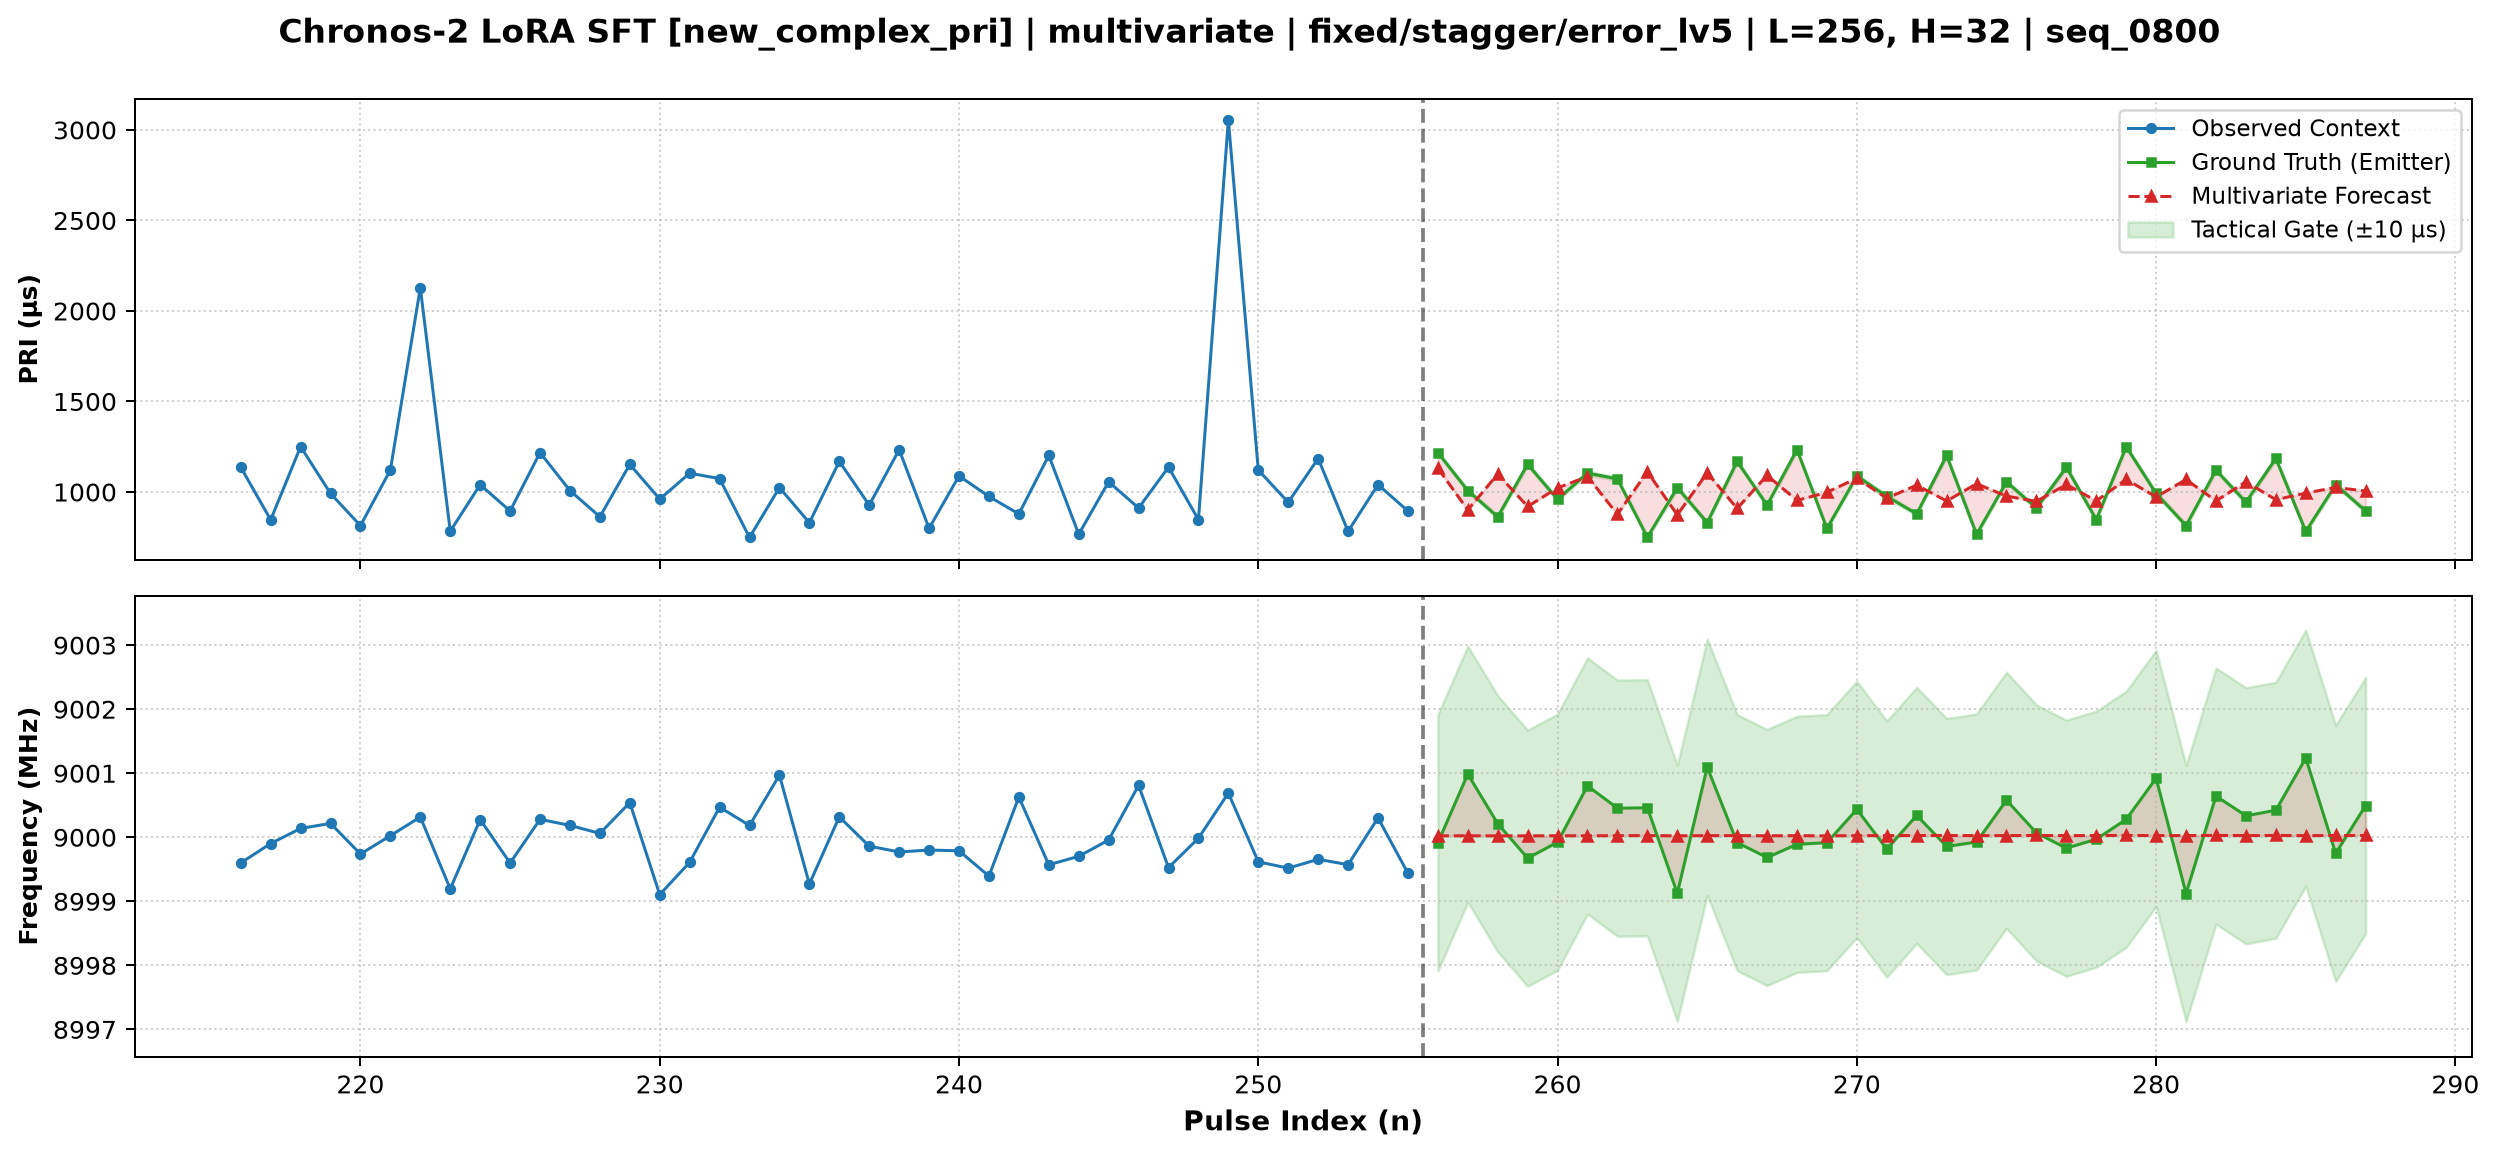 Chronos-2 LoRA SFT [new_complex_pri] | multivariate | fixed/stagger/error_lv5 | L=256, H=32 | seq_0800
3000
2500
2000
1500
1000
PRI (µs)
Observed Context
Ground Truth (Emitter)
Multivariate Forecast
Tactical Gate (±10 µs)
9003
9002
9001
9000
8999
8998
8997
Frequency (MHz)
220 230 240 250 260 270 280 290
Pulse Index (n)